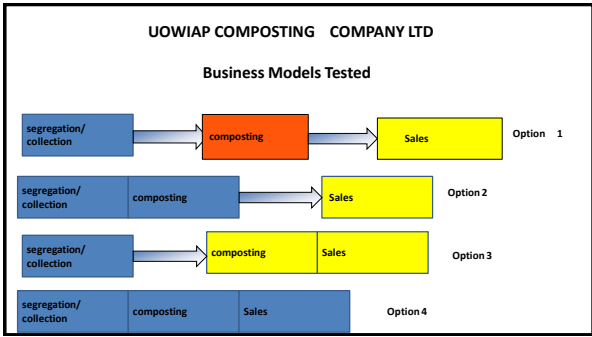 UOWIAP COMPOSTING COMPANY LTD
Business Models Tested
segregation/
collection
composting
Sales
Option 1
segregation/
collection
composting
Sales
Option 2
segregation/
collection
composting
Sales
Option 3
segregation/
collection
composting
Sales
Option 4